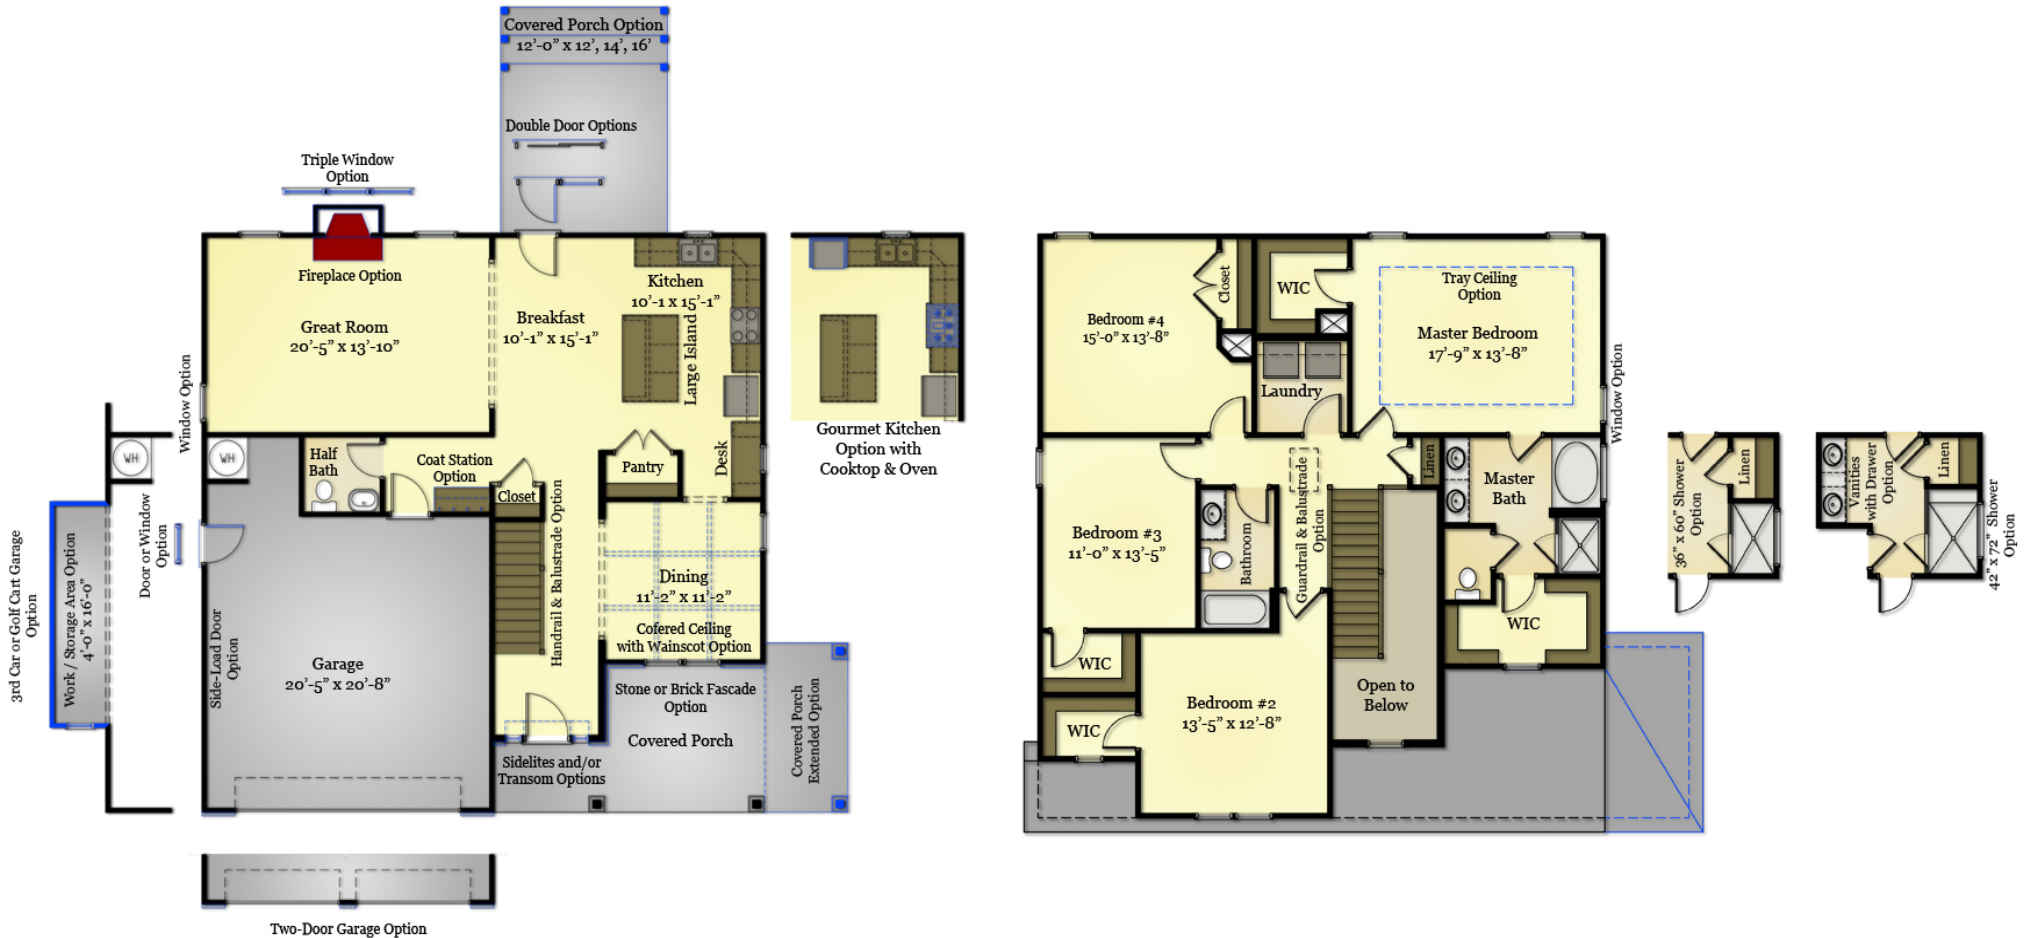 Covered Porch Option
12'-0” x 12', 14', 16'
Double Door Options
Triple Window
Option
Fireplace Option
Great Room
20'-5” x 13'-10”
Breakfast
10'-1” x 15'-1”
Kitchen
10'-1 x 15'-1”
Large Island
Window Option
WH
WH
Half
Bath
Coat Station
Option
Closet
Pantry
Desk
Gourmet Kitchen
Option with
Cooktop & Oven
3rd Car or Golf Cart Garage
Option
Work / Storage Area Option
4'-0” x 16'-0”
Door or Window
Option
Side-Load Door
Option
Garage
20'-5” x 20'-8”
Handrail & Balustrade Option
Dining
11'-2” x 11'-2”
Cofered Ceiling
with Wainscot Option
Stone or Brick Fascade
Option
Covered Porch
Covered Porch
Extended Option
Sidelites and/or
Transom Options
Two-Door Garage Option
Bedroom #4
15'-0” x 13'-8”
Closet
WIC
Laundry
Tray Ceiling
Option
Master Bedroom
17'-9” x 13'-8”
Window Option
Bedroom #3
11'-0” x 13'-5”
Bathroom
Guardrail & Balustrade
Option
Linen
Master
Bath
WIC
WIC
WIC
Bedroom #2
13'-5” x 12'-8”
Open to
Below
36” x 60” Shower
Option
Linen
Vanities
with Drawer
Option
Linen
42” x 72” Shower
Option